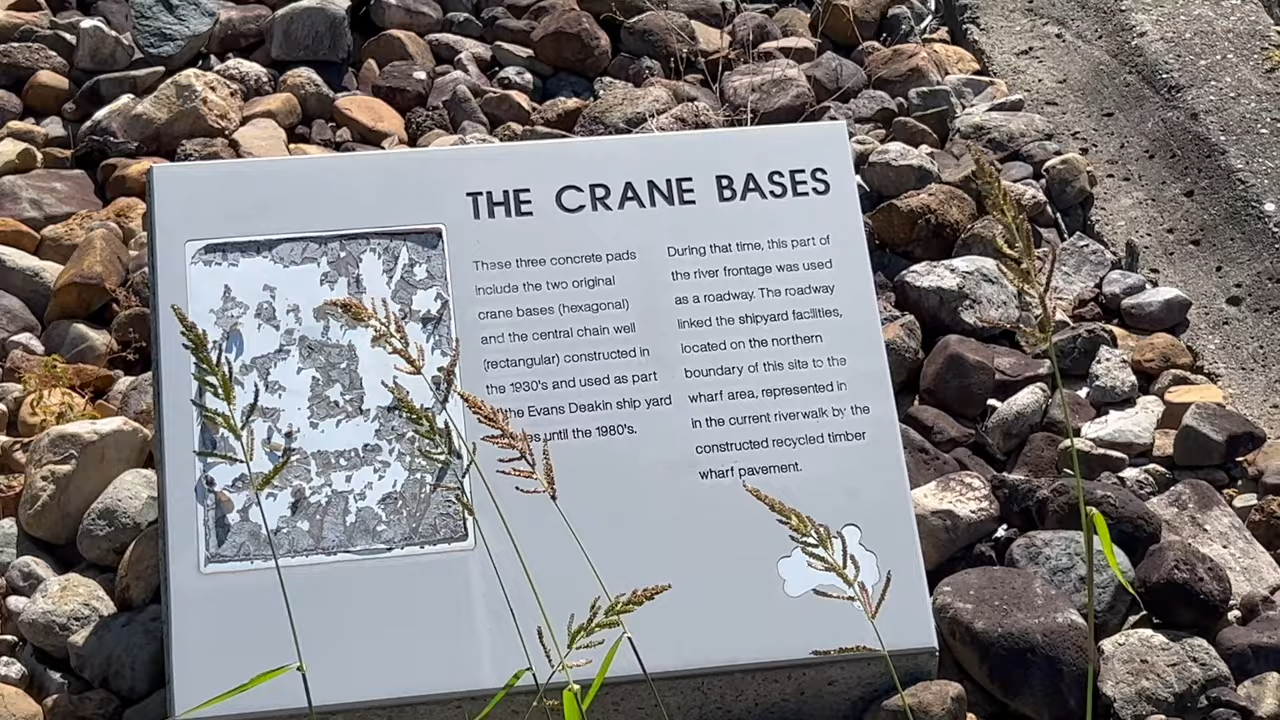 THE CRANE BASES
These three concrete pads
include the two original
crane bases (hexagonal)
and the central chain well
(rectangular) constructed in
the 1930's and used as part
the Evans Deakin ship yard
until the 1980's.
During that time, this part of
the river frontage was used
as a roadway. The roadway
linked the shipyard facilities,
located on the northern
boundary of this site to the
wharf area, represented in
in the current riverwalk by the
constructed recycled timber
wharf pavement.